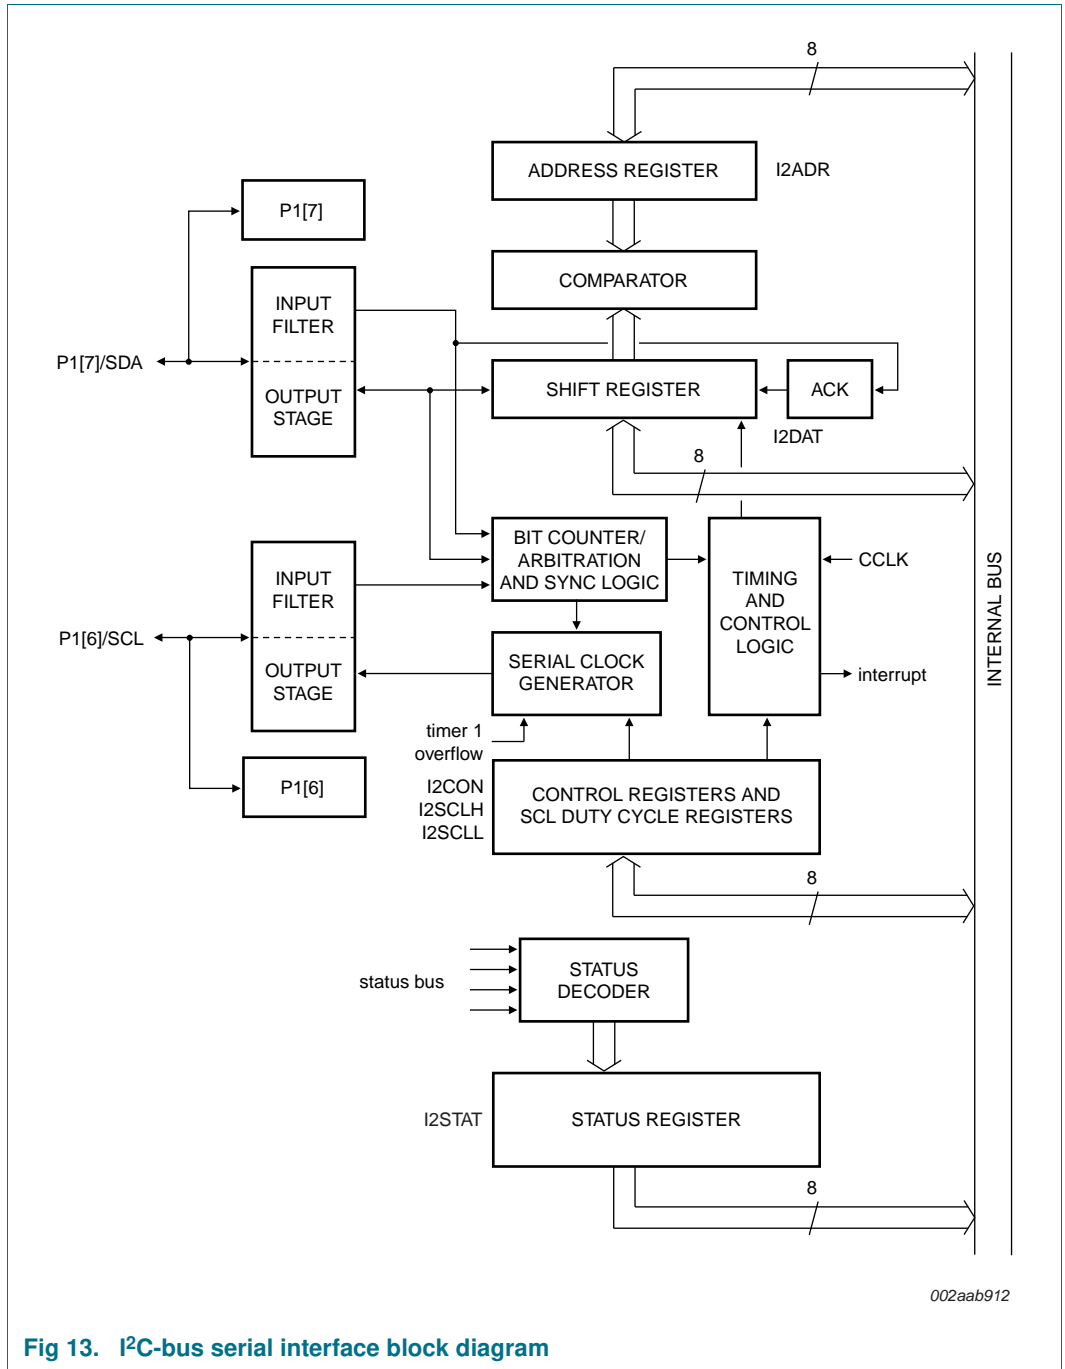 8
ADDRESS REGISTER
I2ADR
P1[7]
COMPARATOR
INPUT
FILTER
P1[7]/SDA
OUTPUT
STAGE
SHIFT REGISTER
ACK
I2DAT
8
BIT COUNTER/
ARBITRATION
AND SYNC LOGIC
INPUT
FILTER
TIMING
AND
CONTROL
LOGIC
CCLK
INTERNAL BUS
P1[6]/SCL
OUTPUT
STAGE
SERIAL CLOCK
GENERATOR
interrupt
timer 1
overflow
P1[6]
I2CON
I2SCLH
I2SCLL
CONTROL REGISTERS AND
SCL DUTY CYCLE REGISTERS
8
status bus
STATUS
DECODER
I2STAT
STATUS REGISTER
8
002aab912
Fig 13. I2C-bus serial interface block diagram